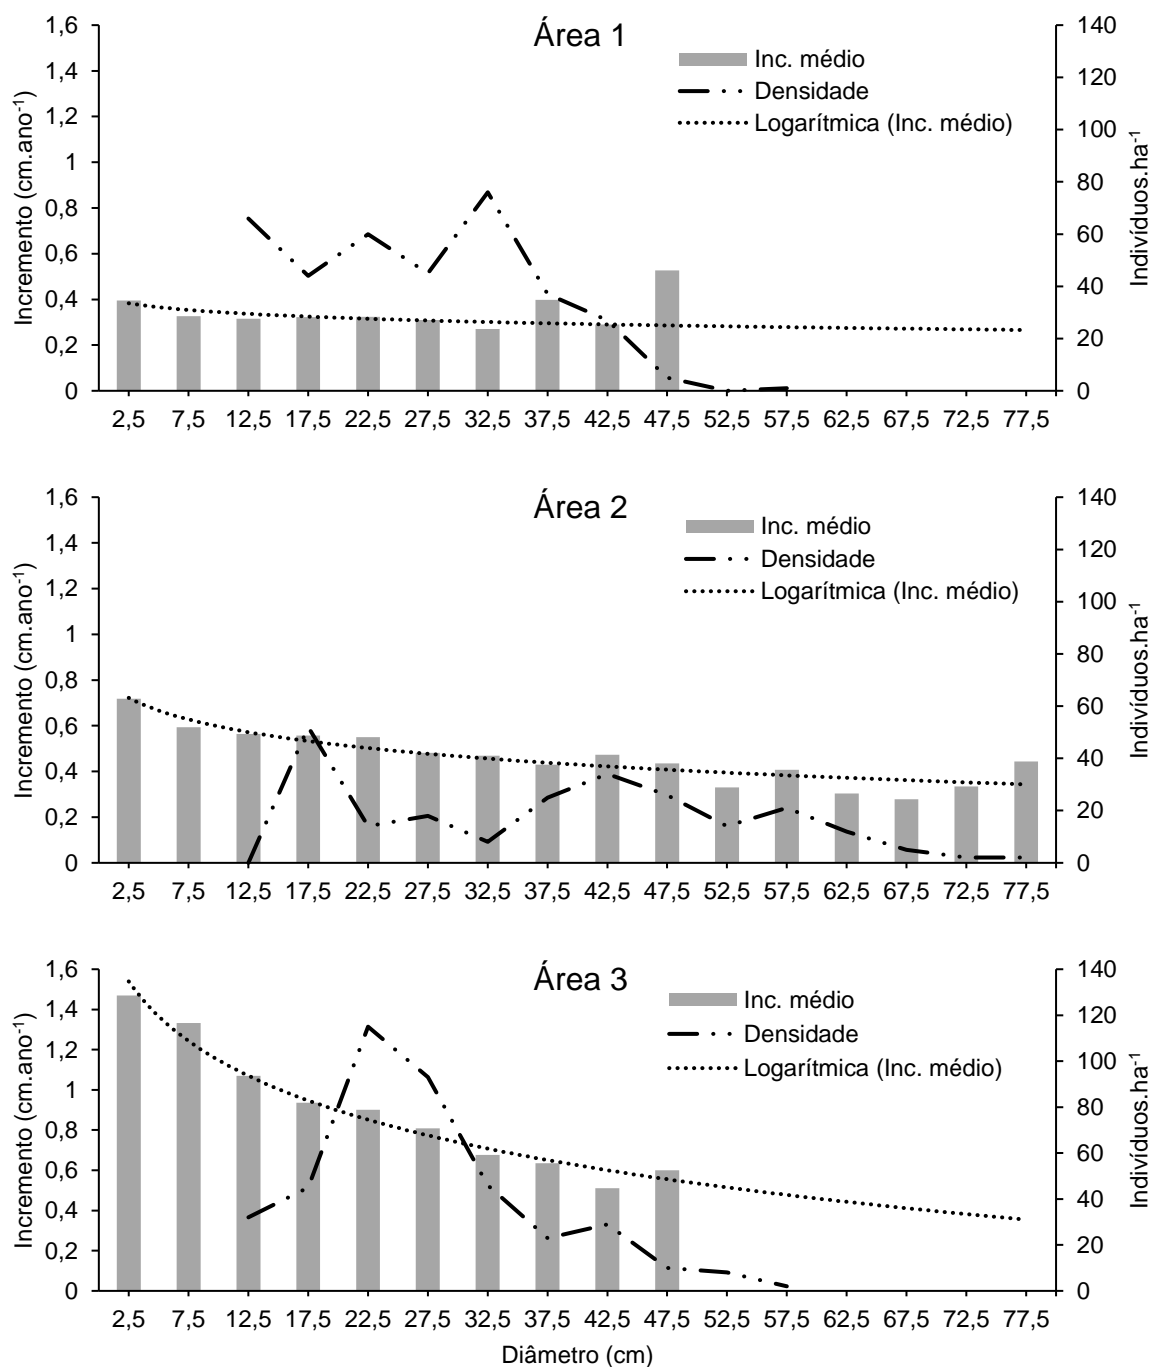 Área 1
Inc. médio
Densidade
Logarítmica (Inc. médio)
Incremento (cm.ano⁻¹)
1,6
1,4
1,2
1
0,8
0,6
0,4
0,2
0
140
120
100
80
60
40
20
0
Indivíduos.ha⁻¹
2,5 7,5 12,5 17,5 22,5 27,5 32,5 37,5 42,5 47,5 52,5 57,5 62,5 67,5 72,5 77,5
Área 2
Inc. médio
Densidade
Logarítmica (Inc. médio)
Incremento (cm.ano⁻¹)
1,6
1,4
1,2
1
0,8
0,6
0,4
0,2
0
140
120
100
80
60
40
20
0
Indivíduos.ha⁻¹
2,5 7,5 12,5 17,5 22,5 27,5 32,5 37,5 42,5 47,5 52,5 57,5 62,5 67,5 72,5 77,5
Área 3
Inc. médio
Densidade
Logarítmica (Inc. médio)
Incremento (cm.ano⁻¹)
1,6
1,4
1,2
1
0,8
0,6
0,4
0,2
0
140
120
100
80
60
40
20
0
Indivíduos.ha⁻¹
2,5 7,5 12,5 17,5 22,5 27,5 32,5 37,5 42,5 47,5 52,5 57,5 62,5 67,5 72,5 77,5
Diâmetro (cm)